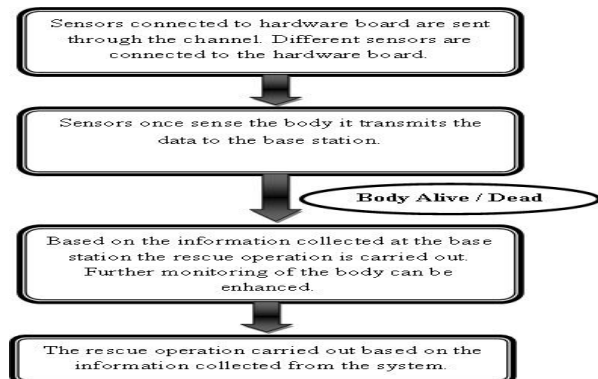 Sensors connected to hardware board are sent
through the channel. Different sensors are
connected to the hardware board.
Sensors once sense the body it transmits the
data to the base station.
Body Alive / Dead
Based on the information collected at the base
station the rescue operation is carried out.
Further monitoring of the body can be
enhanced.
The rescue operation carried out based on the
information collected from the system.